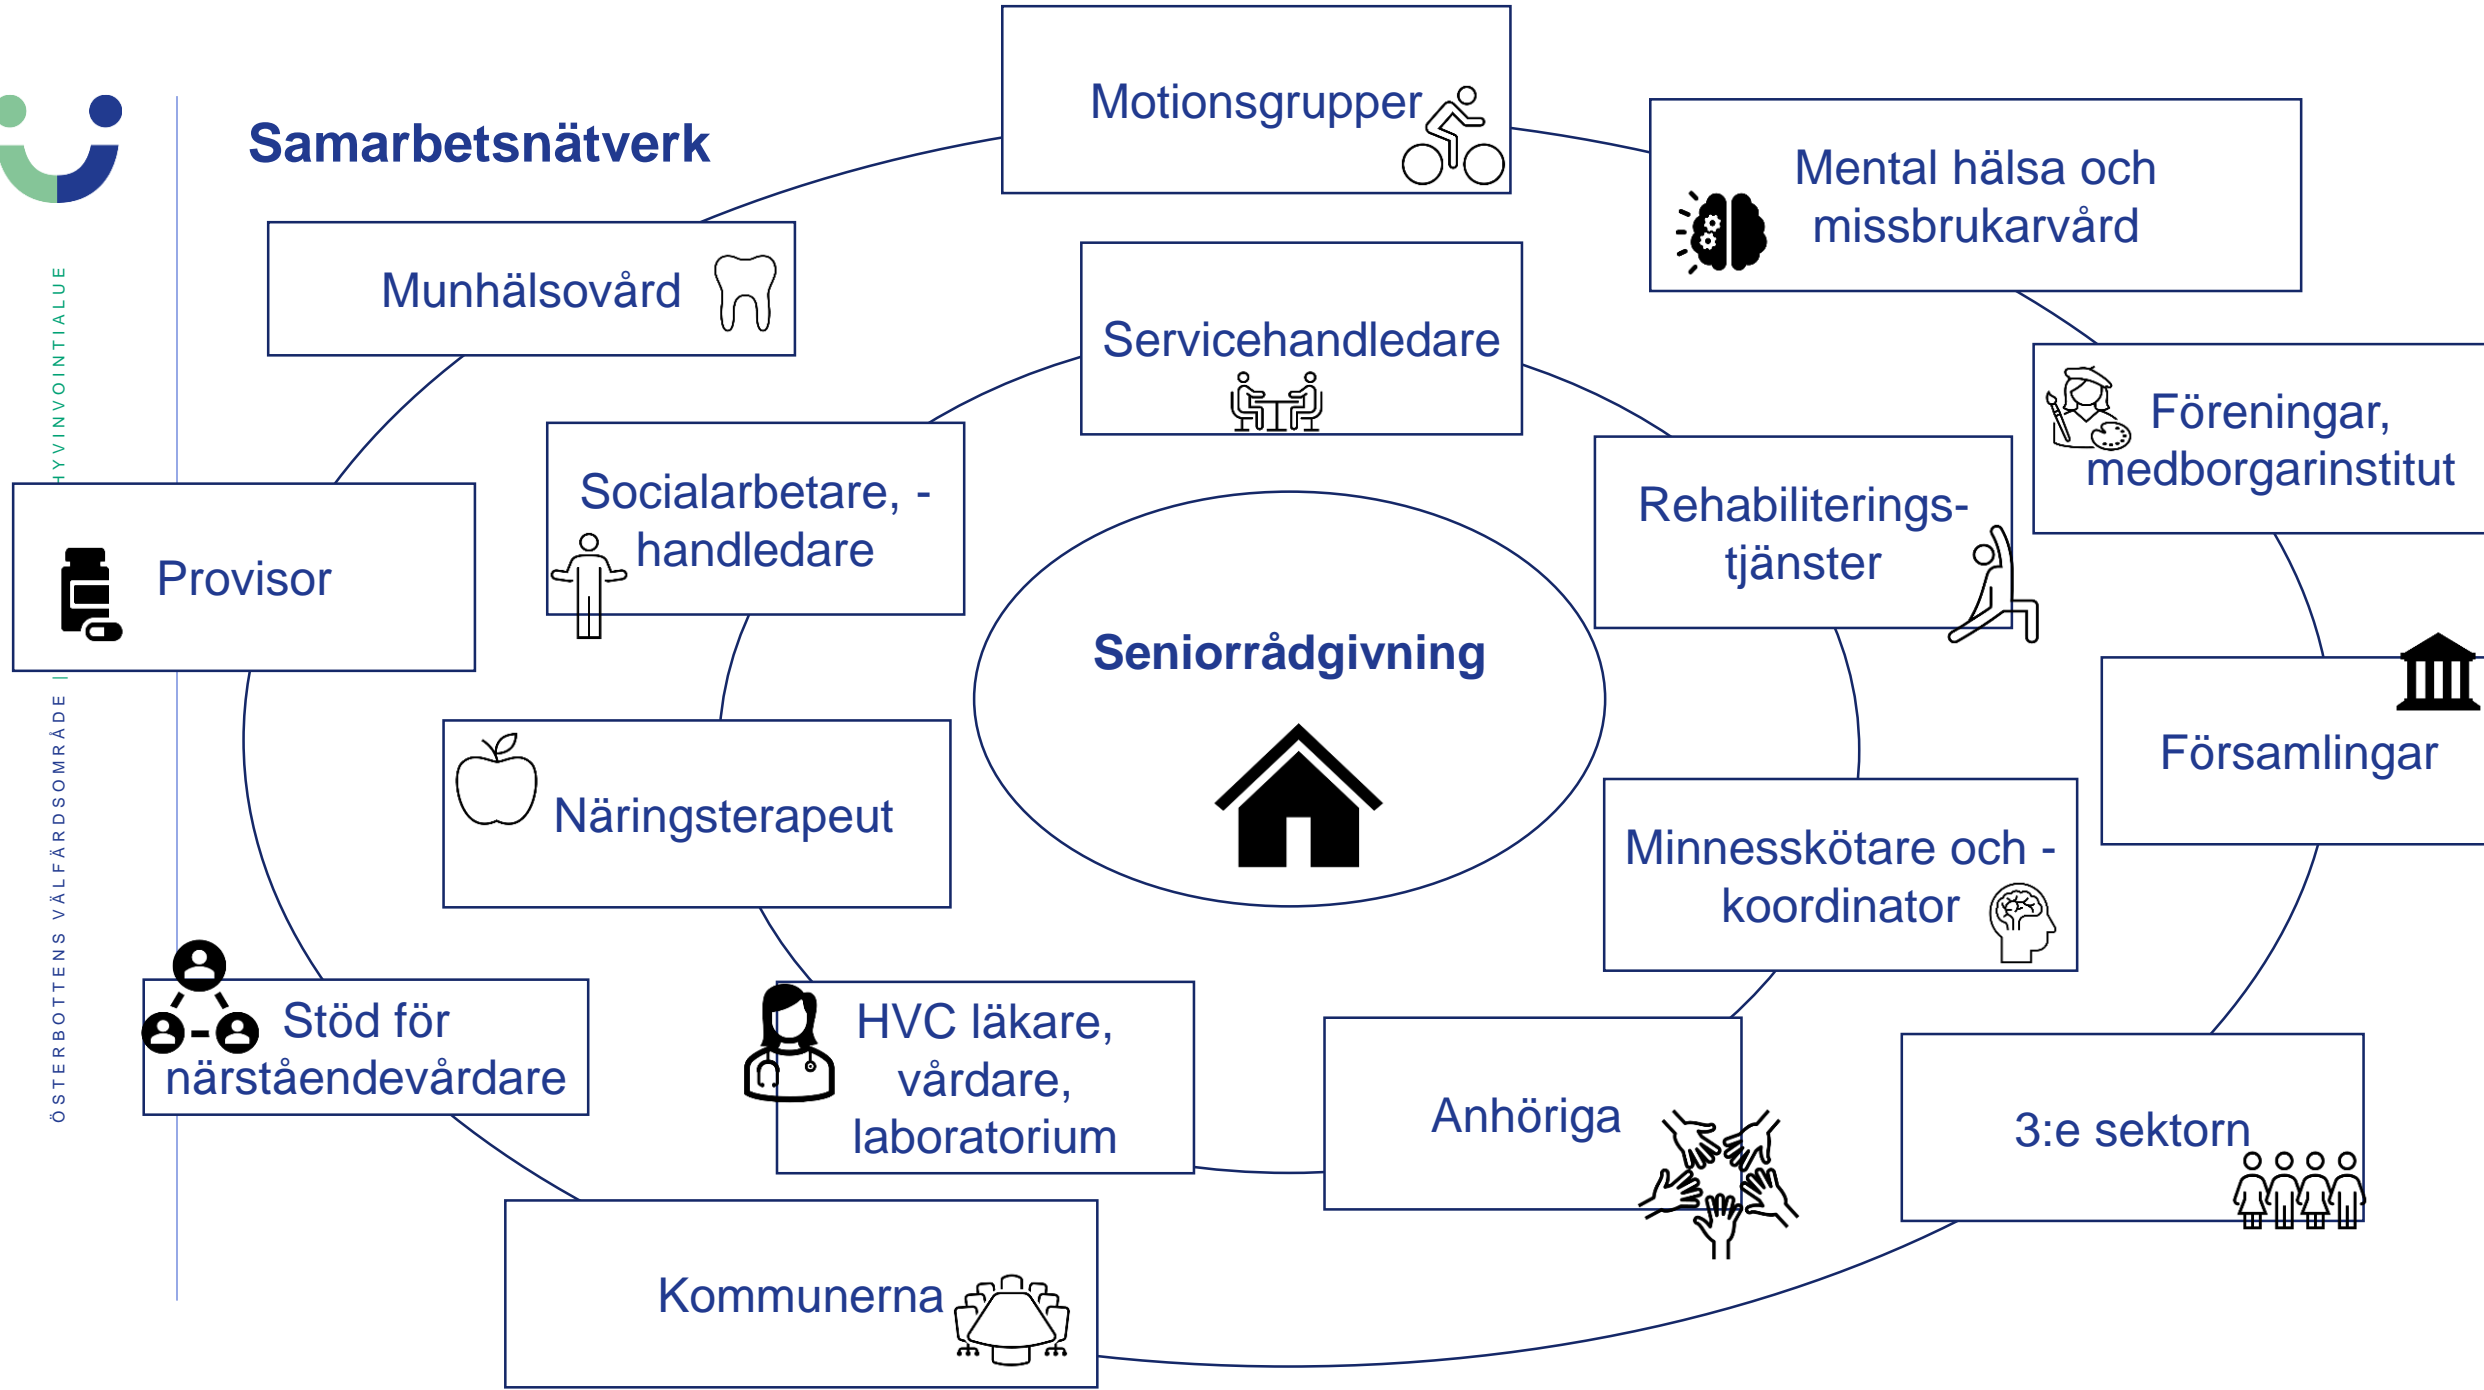 Samarbetsnätverk
Motionsgrupper
Mental hälsa och
missbrukarvård
Munhälsovård
Servicehandledare
Föreningar,
medborgarinstitut
Socialarbetare, -
handledare
Rehabiliterings-
tjänster
Provisor
Seniorrådgivning
Församlingar
Näringsterapeut
Minnesskötare och -
koordinator
Stöd för
närståendevårdare
HVC läkare,
vårdare,
laboratorium
Anhöriga
3:e sektorn
Kommunerna
ÖSTERBOTTENS VÄLFÄRDSOMRÅDE | HYVINVOINTIALUE